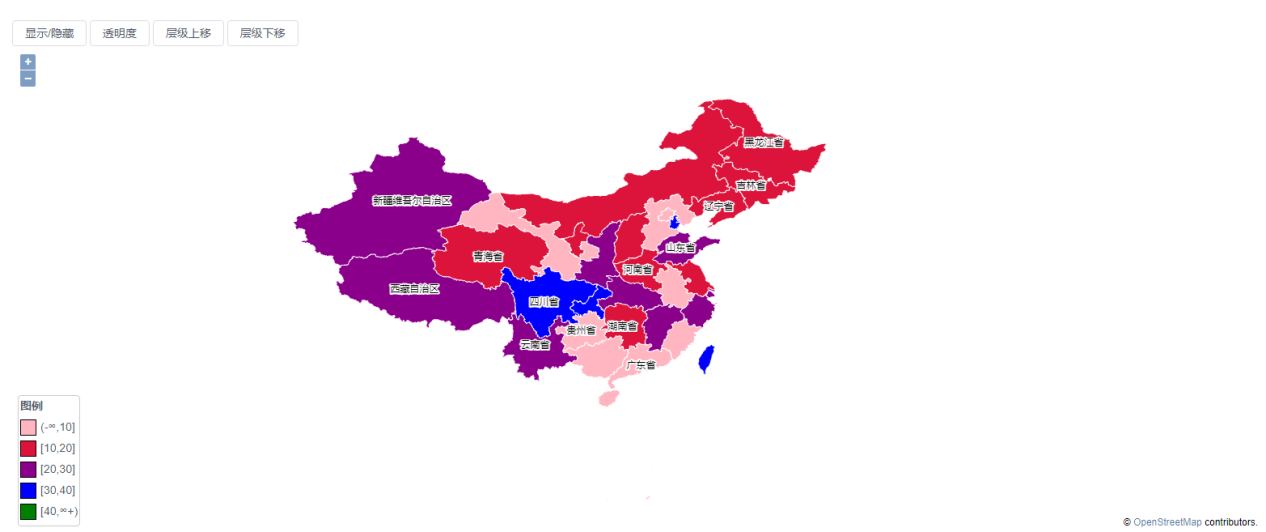 显示/隐藏 透明度 层级上移 层级下移
+
−
黑龙江省
吉林省
新疆维吾尔自治区
辽宁省
山东省
青海省
河南省
西藏自治区
四川省
湖南省
贵州省
云南省
广东省
图例
(-∞,10]
[10,20]
[20,30]
[30,40]
[40,∞+)
© OpenStreetMap contributors.